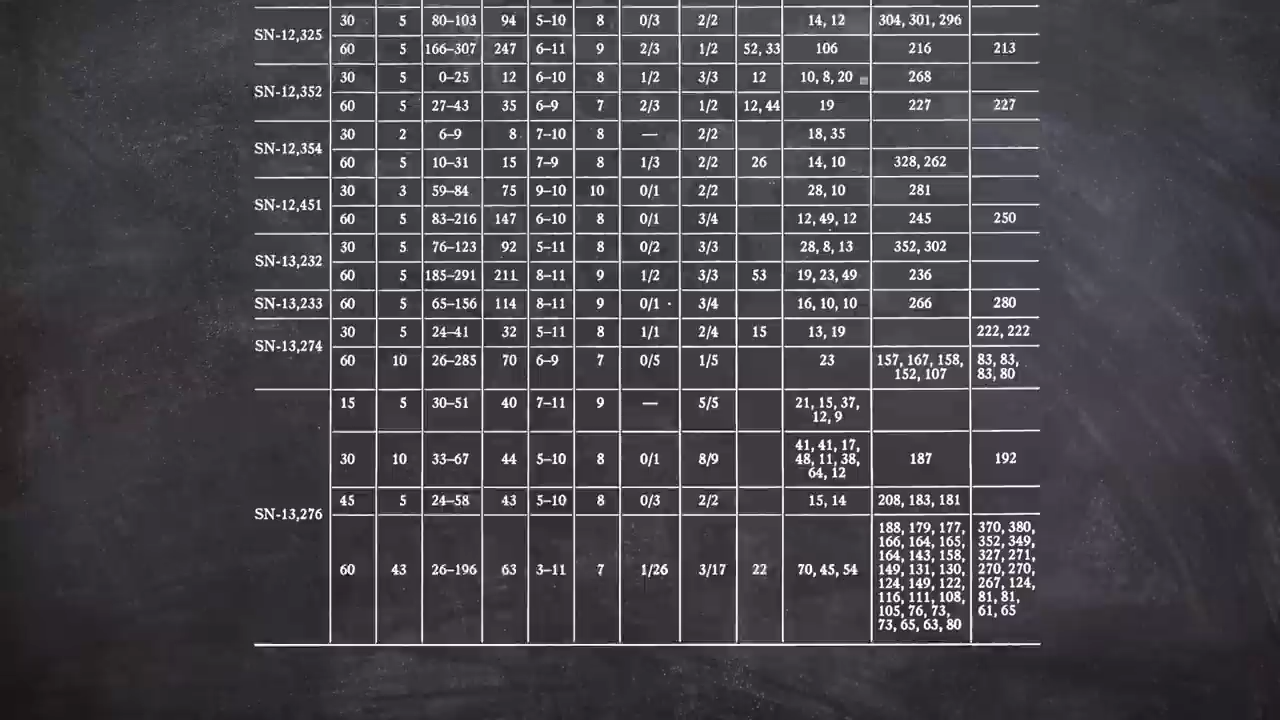 SN-12,325 30 5 80–103 94 5–10 8 0/3 2/2 14, 12 304, 301, 296
60 5 166–307 247 6–11 9 2/3 1/2 52, 33 106 216 213
SN-12,352 30 5 0–25 12 6–10 8 1/2 3/3 12 10, 8, 20 268
60 5 27–43 35 6–9 7 2/3 1/2 12, 44 19 227 227
SN-12,354 30 2 6–9 8 7–10 8 — 2/2 18, 35
60 5 10–31 15 7–9 8 1/3 2/2 26 14, 10 328, 262
SN-12,451 30 3 59–84 75 9–10 10 0/1 2/2 28, 10 281
60 5 83–216 147 6–10 8 0/1 3/4 12, 49, 12 245 250
SN-13,232 30 5 76–123 92 5–11 8 0/2 3/3 28, 8, 13 352, 302
60 5 185–291 211 8–11 9 1/2 3/3 53 19, 23, 49 236
SN-13,233 60 5 65–156 114 8–11 9 0/1 3/4 16, 10, 10 266 280
SN-13,274 30 5 24–41 32 5–11 8 1/1 2/4 15 13, 19 222, 222
60 10 26–285 70 6–9 7 0/5 1/5 23 157, 167, 158, 83, 83,
152, 107 83, 80
SN-13,276 15 5 30–51 40 7–11 9 — 5/5 21, 15, 37,
12, 9
30 10 33–67 44 5–10 8 0/1 8/9 41, 41, 17, 187 192
48, 11, 38,
64, 12
45 5 24–58 43 5–10 8 0/3 2/2 15, 14 208, 183, 181
60 43 26–196 63 3–11 7 1/26 3/17 22 70, 45, 54 188, 179, 177, 370, 380,
166, 164, 165, 352, 349,
164, 143, 158, 327, 271,
149, 131, 130, 270, 270,
124, 149, 122, 267, 124,
116, 111, 108, 81, 81,
105, 76, 73, 61, 65
73, 65, 63, 80